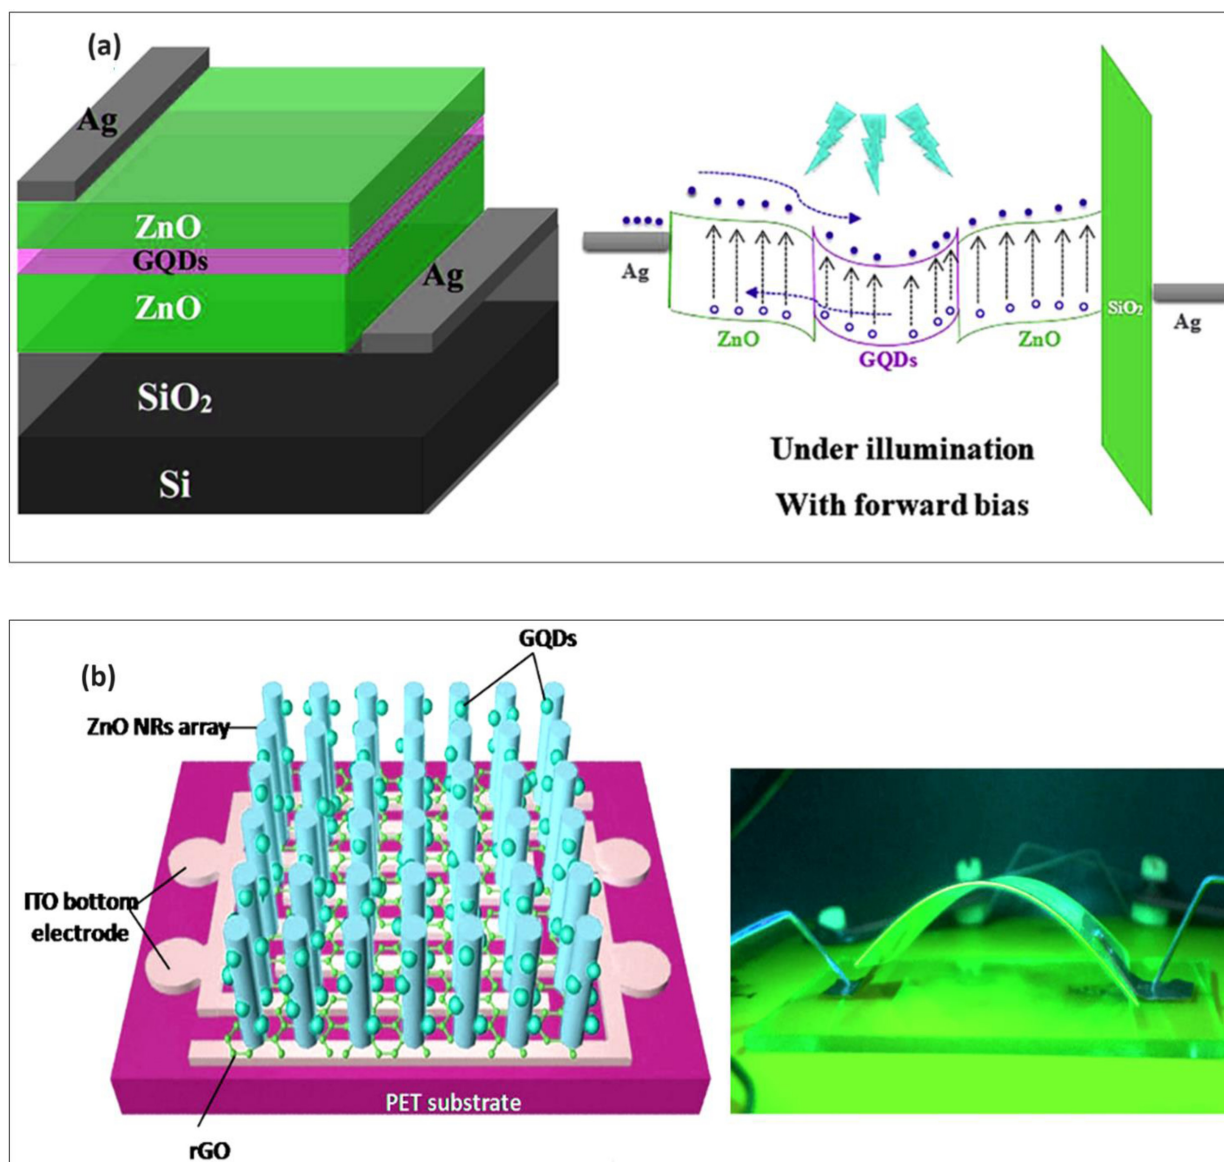 (a)
Ag
ZnO
GQDs
Ag
ZnO
SiO₂
Si
Ag
ZnO
GQDs
ZnO
SiO₂
Ag
Under illumination
With forward bias
(b)
GQDs
ZnO NRs array
ITO bottom
electrode
PET substrate
rGO